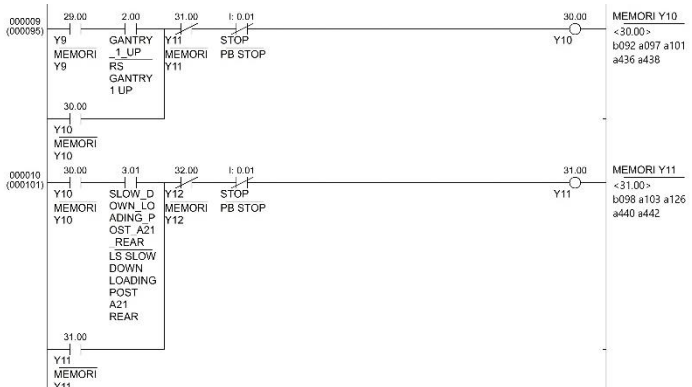 000009
(000095)
29.00
2.00
31.00
I: 0.01
30.00
Y9
GANTRY
_1_UP
Y11
STOP
Y10
MEMORI
Y9
RS
GANTRY
1 UP
MEMORI
Y11
PB STOP
MEMORI Y10
<30.00>
b092 a097 a101
a436 a438
30.00
Y10
MEMORI
Y10
000010
(000101)
30.00
3.01
32.00
I: 0.01
31.00
Y10
SLOW_D
OWN_LO
ADING_P
OST_A21
_REAR
Y12
STOP
Y11
MEMORI
Y10
LS SLOW
DOWN
LOADING
POST
A21
REAR
MEMORI
Y12
PB STOP
MEMORI Y11
<31.00>
b098 a103 a126
a440 a442
31.00
Y11
MEMORI
Y11